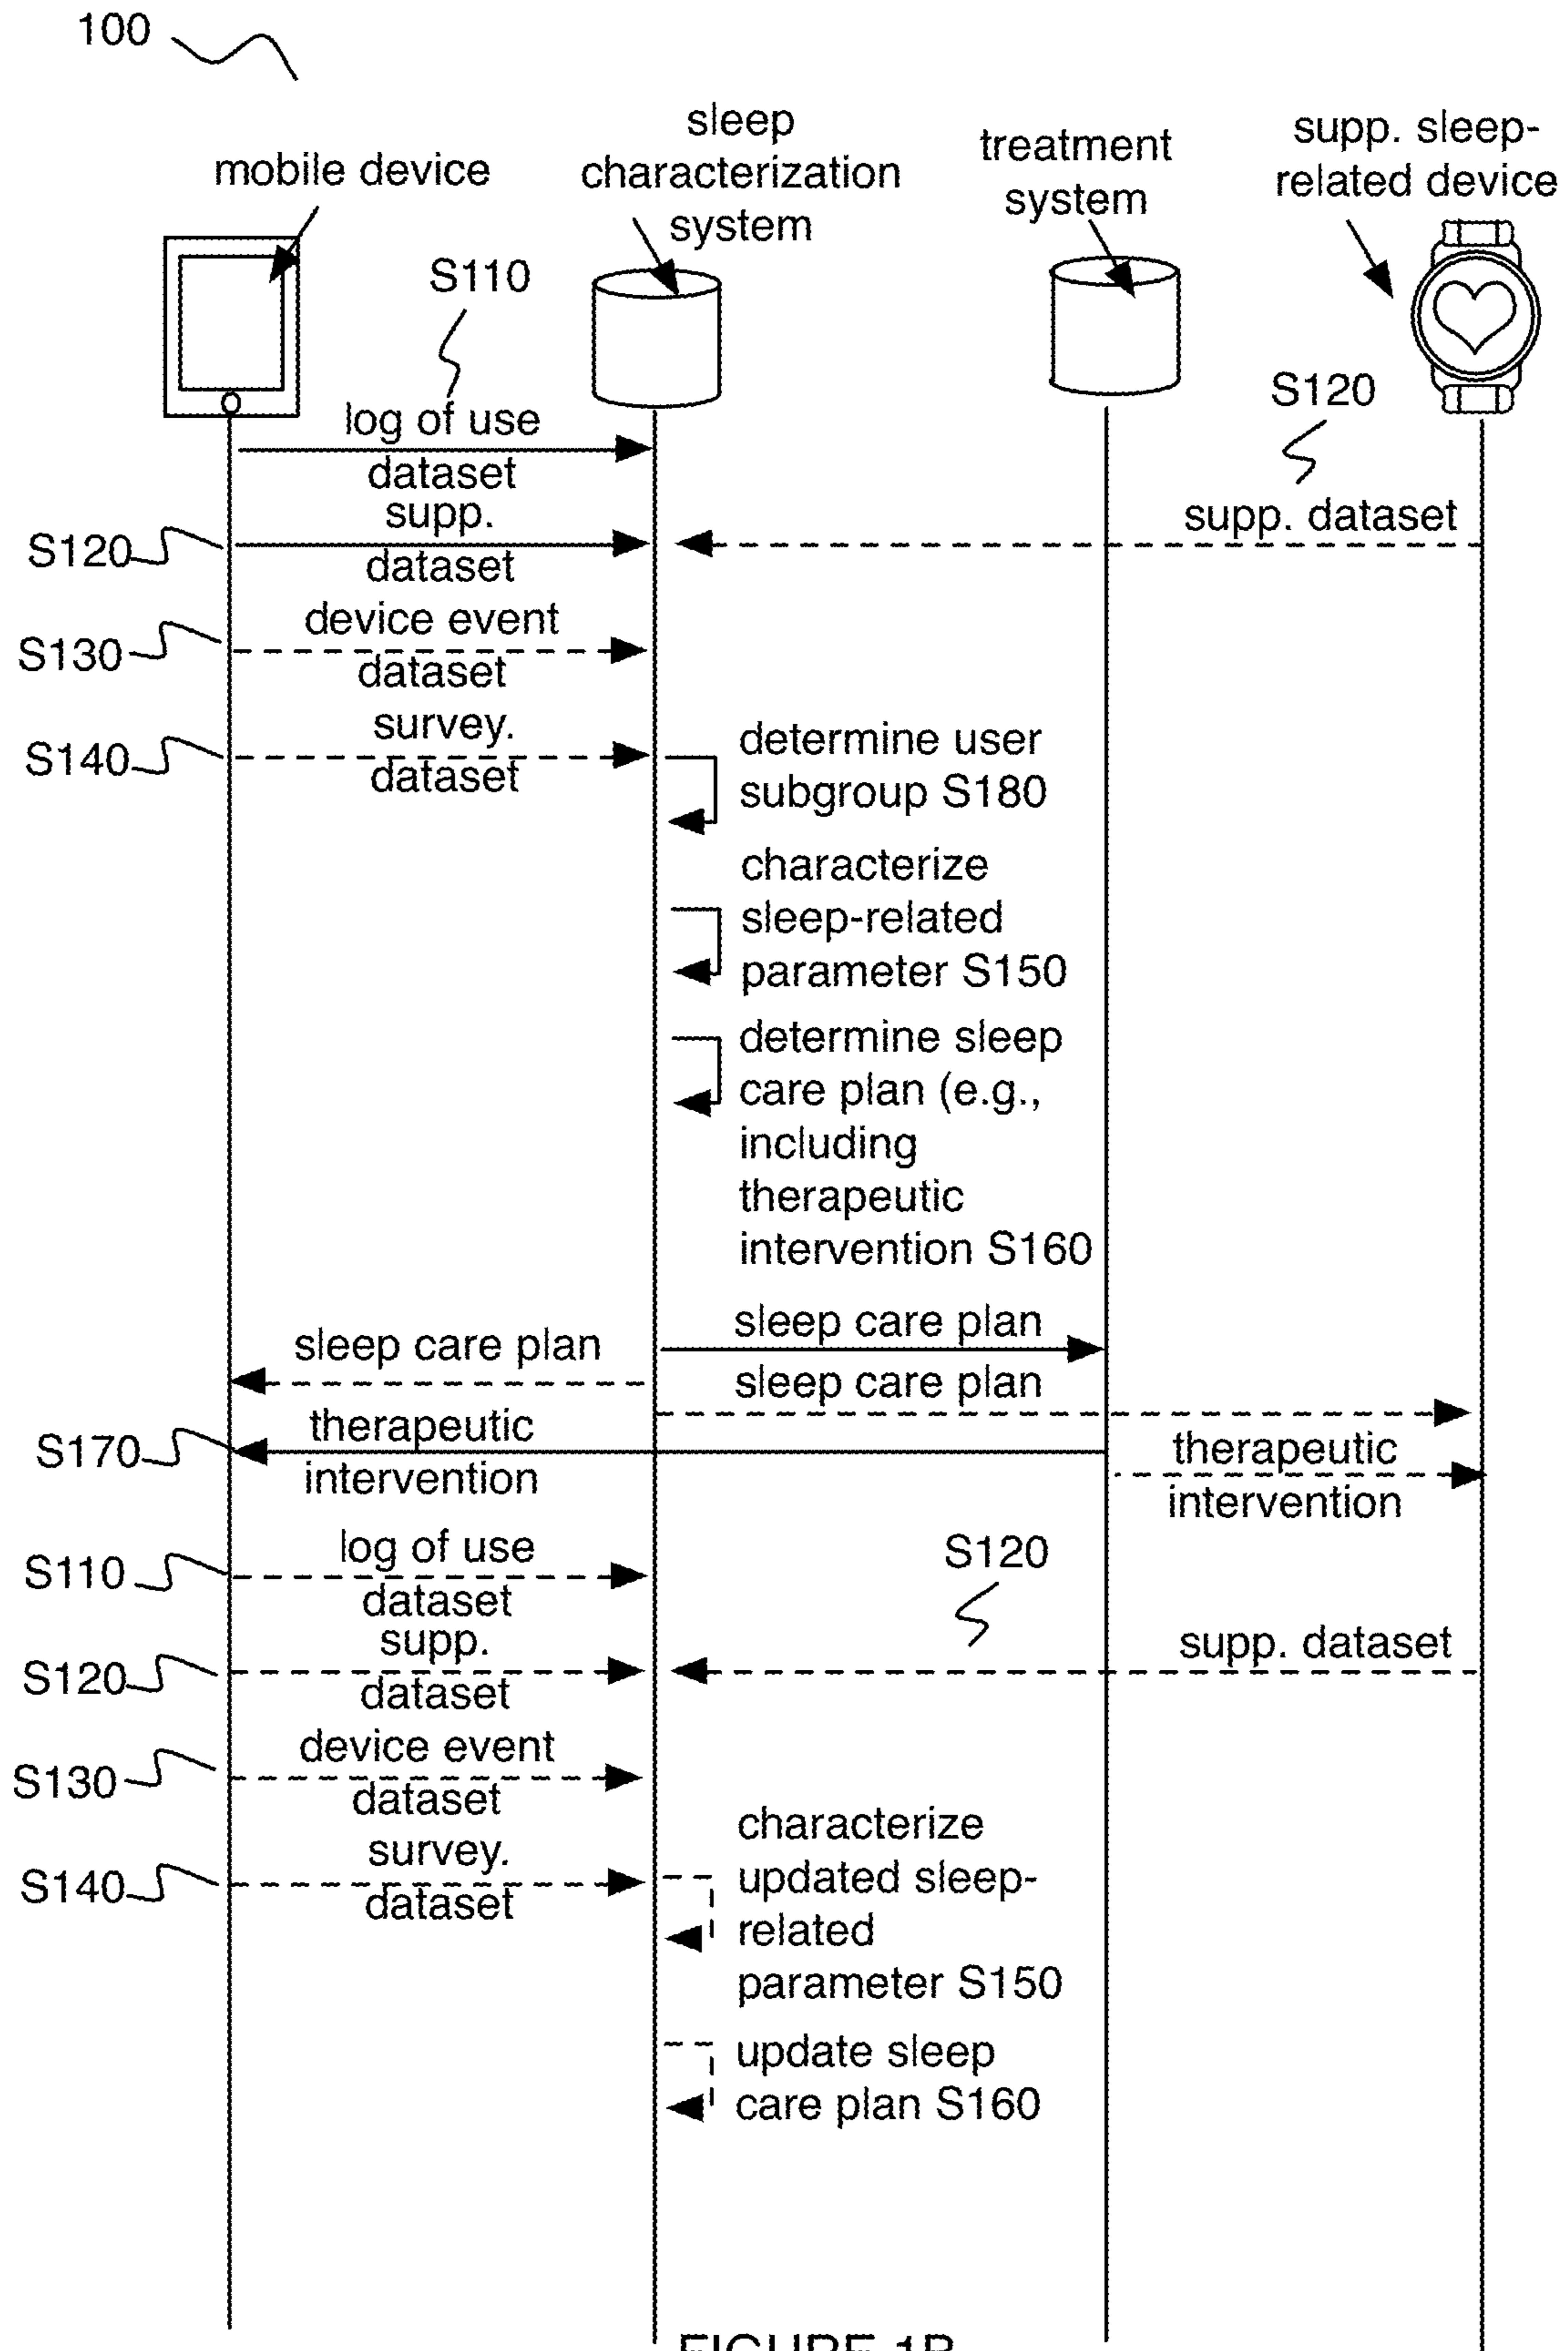 100
mobile device
sleep
characterization
system
treatment
system
supp. sleep-
related device
S110
log of use
dataset
S120
supp. dataset
S120
supp.
dataset
S130
device event
dataset
S140
survey.
dataset
determine user
subgroup S180
characterize
sleep-related
parameter S150
determine sleep
care plan (e.g.,
including
therapeutic
intervention S160
sleep care plan
sleep care plan
sleep care plan
S170
therapeutic
intervention
therapeutic
intervention
S110
log of use
dataset
S120
supp. dataset
S120
supp.
dataset
S130
device event
dataset
S140
survey.
dataset
characterize
updated sleep-
related
parameter S150
update sleep
care plan S160